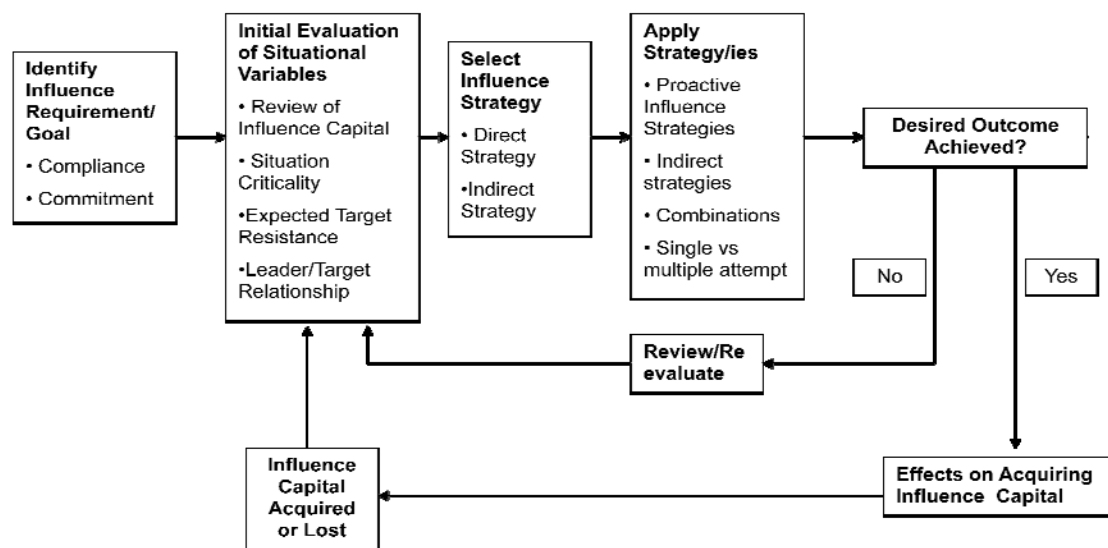 Identify
Influence
Requirement/
Goal
• Compliance
• Commitment
Initial Evaluation
of Situational
Variables
• Review of
Influence Capital
• Situation
Criticality
•Expected Target
Resistance
•Leader/Target
Relationship
Select
Influence
Strategy
• Direct
Strategy
•Indirect
Strategy
Apply
Strategy/ies
• Proactive
Influence
Strategies
• Indirect
strategies
• Combinations
• Single vs
multiple attempt
Desired Outcome
Achieved?
No
Yes
Review/Re
evaluate
Influence
Capital
Acquired
or Lost
Effects on Acquiring
Influence Capital